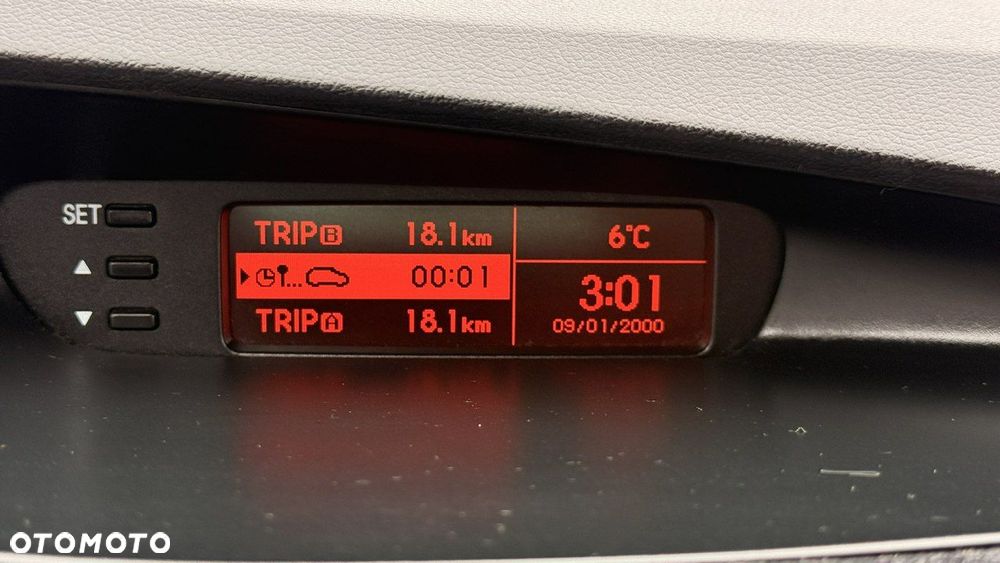 SET
TRIP B 18.1km
00:01
TRIP A 18.1km
6°C
3:01
09/01/2000
OTOMOTO